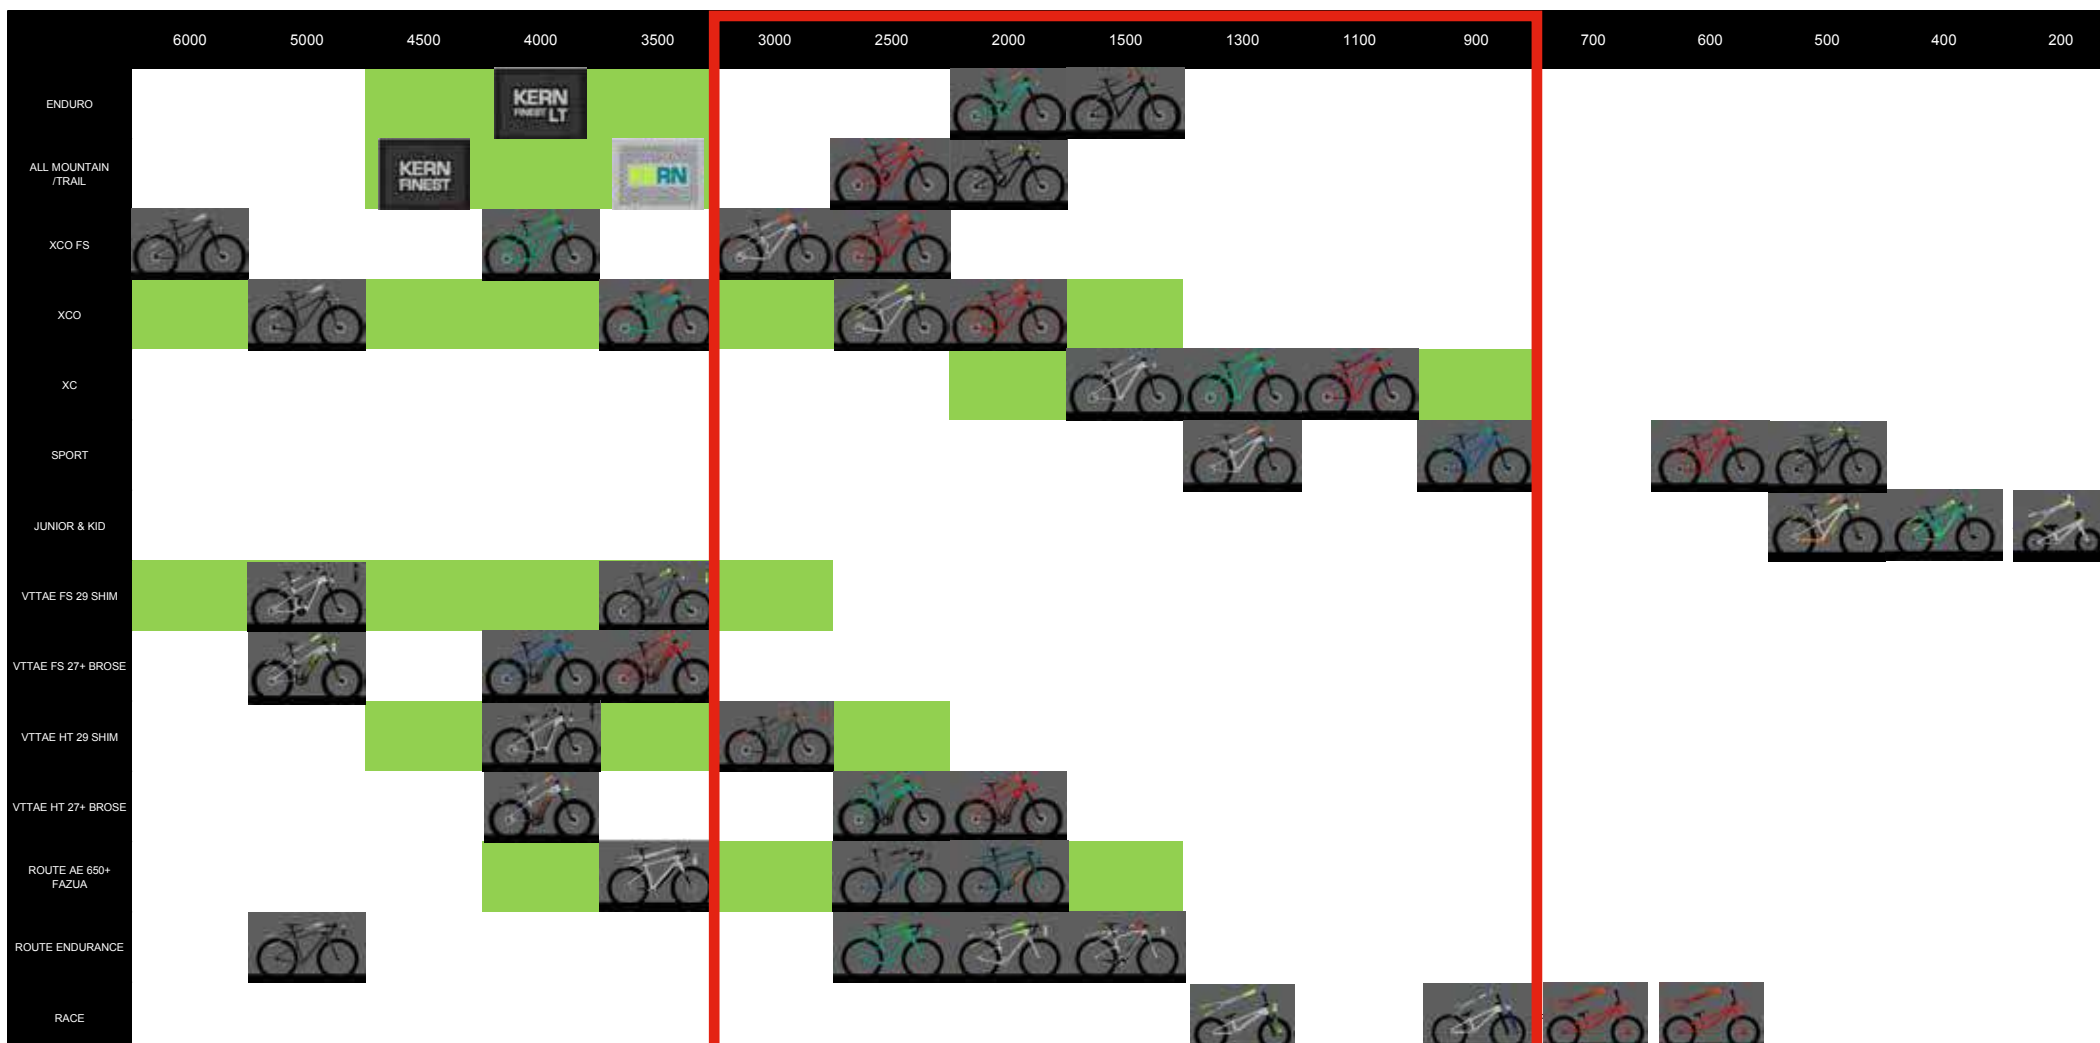 6000 5000 4500 4000 3500 3000 2500 2000 1500 1300 1100 900 700 600 500 400 200
ENDURO
KERN
FINEST LT
ALL MOUNTAIN
/TRAIL
KERN
FINEST
KERN
XCO FS
XCO
XC
SPORT
JUNIOR & KID
VTTAE FS 29 SHIM
VTTAE FS 27+ BROSE
VTTAE HT 29 SHIM
VTTAE HT 27+ BROSE
ROUTE AE 650+
FAZUA
ROUTE ENDURANCE
RACE